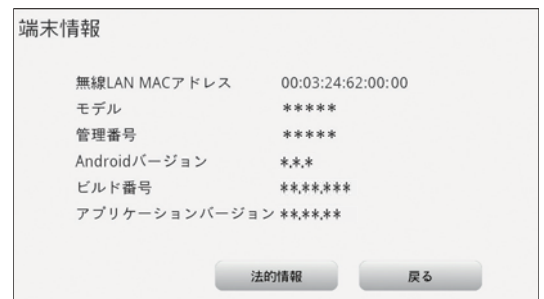 端末情報
無線LAN MACアドレス 00:03:24:62:00:00
モデル *****
管理番号 *****
Androidバージョン *.*.*
ビルド番号 **.**.***
アプリケーションバージョン **.**.**
法的情報 戻る